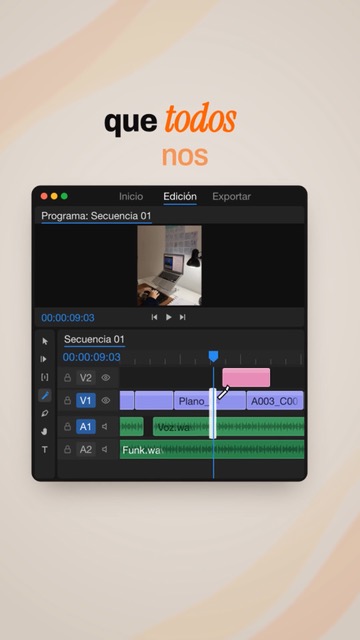 que todos
nos
Inicio Edición Exportar
Programa: Secuencia 01
00:00:09:03
Secuencia 01
00:00:09:03
V2
V1 Plano_ A003_C00
A1 Voz.wa
A2 Funk.wav
T